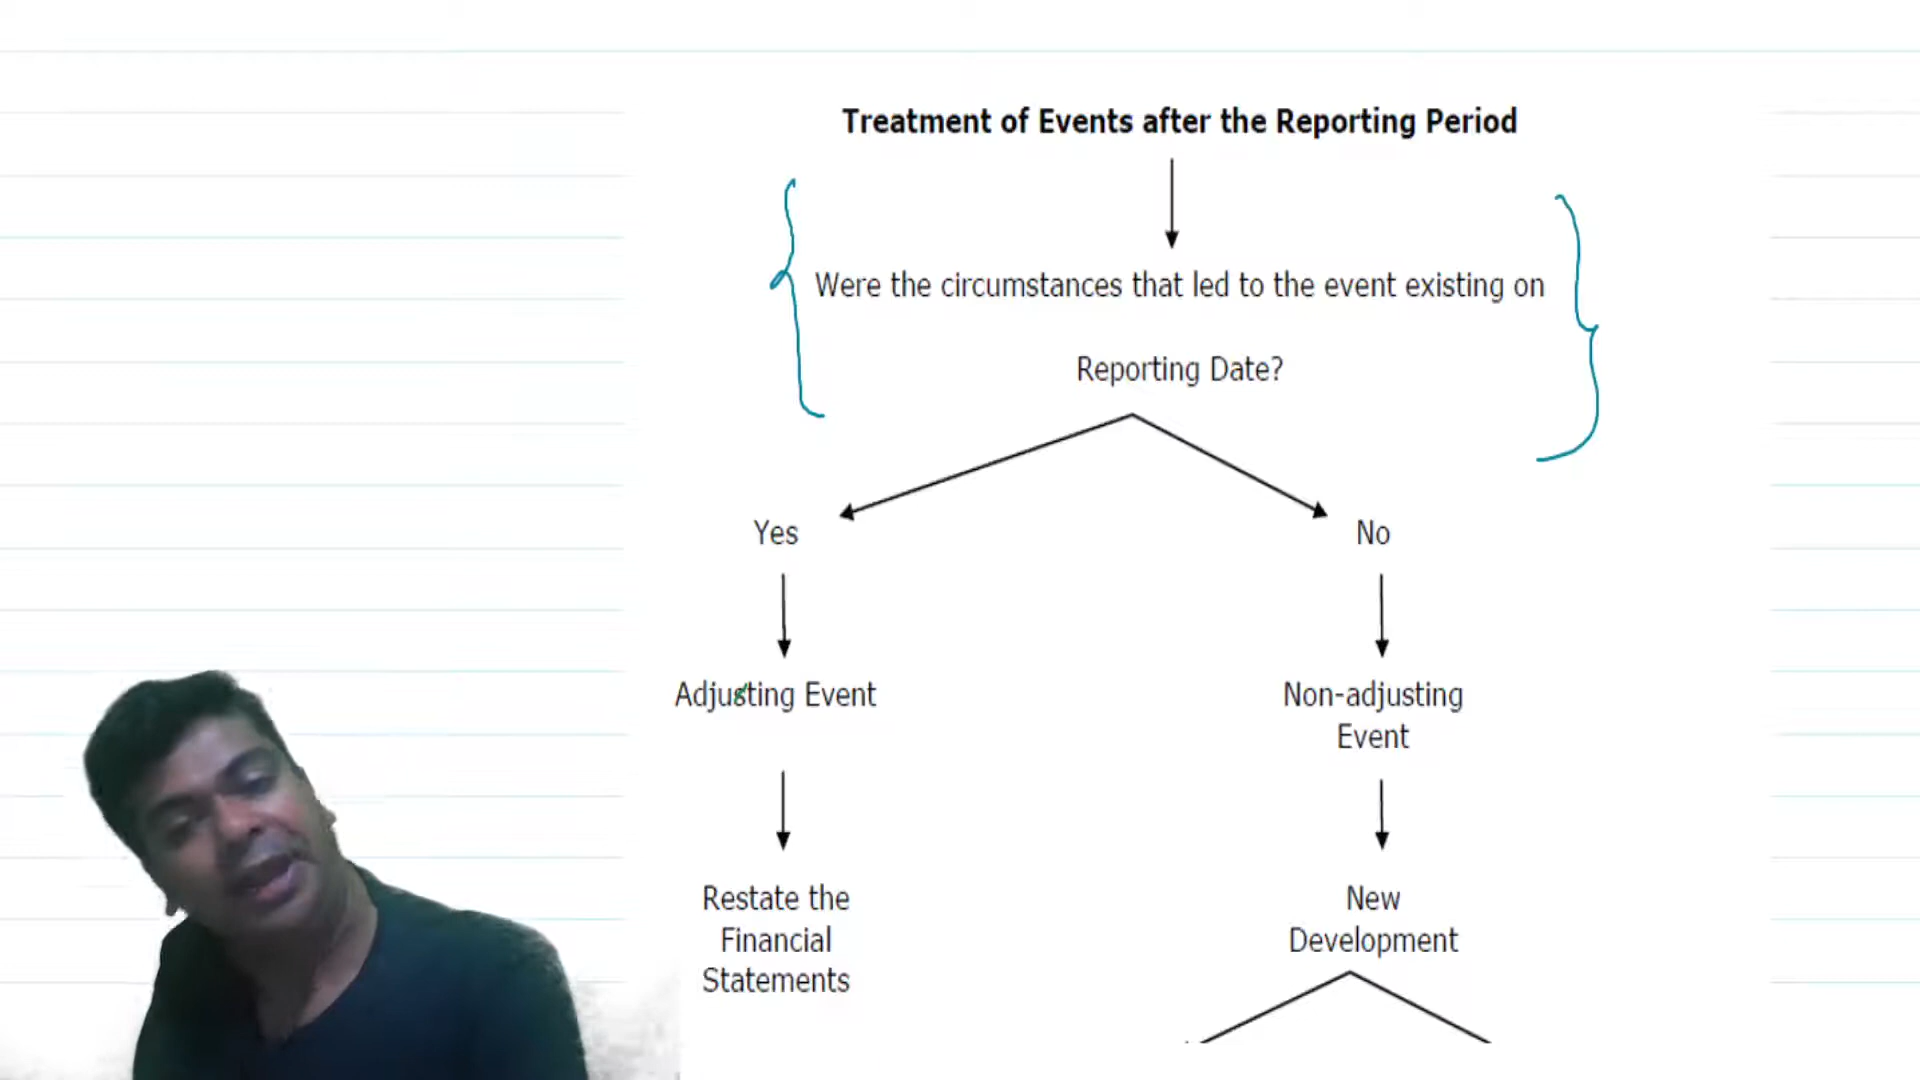 Treatment of Events after the Reporting Period
Were the circumstances that led to the event existing on
Reporting Date?
Yes
No
Adjusting Event
Non-adjusting
Event
Restate the
Financial
Statements
New
Development